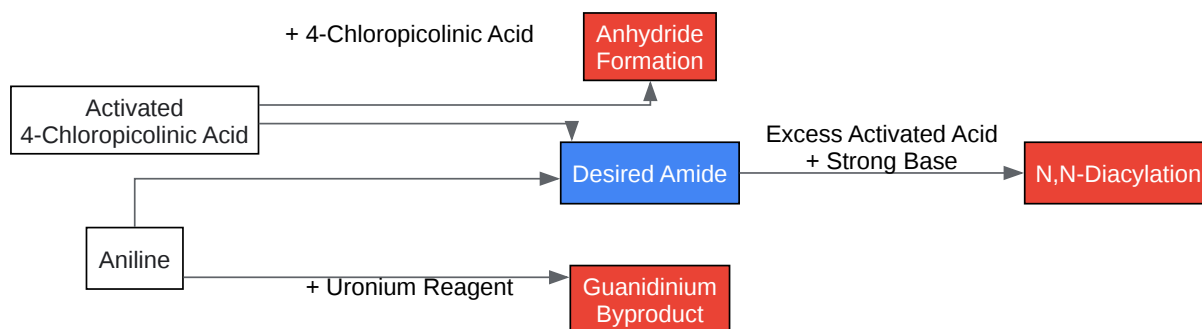 + 4-Chloropicolinic Acid
Anhydride
Formation
Activated
4-Chloropicolinic Acid
Excess Activated Acid
+ Strong Base
Desired Amide
N,N-Diacylation
Aniline
+ Uronium Reagent
Guanidinium
Byproduct